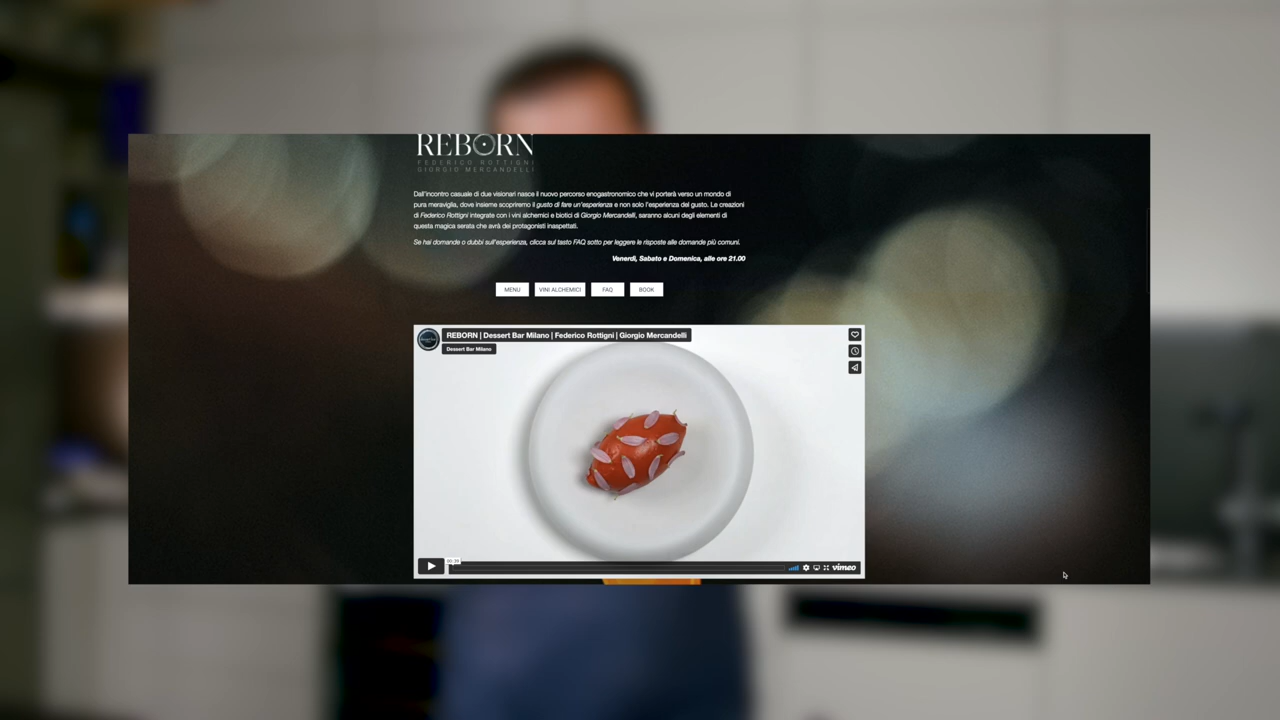 REBORN
FEDERICO ROTTIGNI
GIORGIO MERCANDELLI
Dall'incontro casuale di due visionari nasce il nuovo percorso enogastronomico che vi porterà verso un mondo di
pura meraviglia, dove insieme scopriremo il gusto di fare un'esperienza e non solo l'esperienza del gusto. Le creazioni
di Federico Rottigni integrate con i vini alchemici e biotici di Giorgio Mercandelli, saranno alcuni degli elementi di
questa magica serata che avrà dei protagonisti inaspettati.
Se hai domande o dubbi sull'esperienza, clicca sul tasto FAQ sotto per leggere le risposte alle domande più comuni.
Venerdì, Sabato e Domenica, alle ore 21.00
MENU
VINI ALCHEMICI
FAQ
BOOK
REBORN | Dessert Bar Milano | Federico Rottigni | Giorgio Mercandelli
Dessert Bar Milano
vimeo